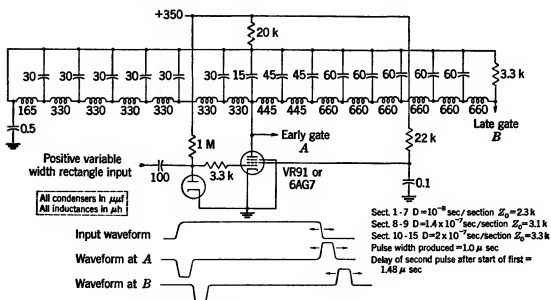 +350
20 k
30 30 30 30 30 30 15 45 45 60 60 60 60 60 60 3.3 k
165 330 330 330 330 330 330 445 445 660 660 660 660 660
0.5
Late gate
B
1 M
Early gate
A
22 k
Positive variable
width rectangle input
100
3.3 k
VR91 or
6AG7
0.1
All condensers in μμf
All inductances in μh
Sect. 1-7 D=10⁻⁸ sec/section Z₀=2.3 k
Sect. 8-9 D=1.4 x 10⁻⁷ sec/section Z₀=3.1 k
Sect. 10-15 D=2 x 10⁻⁷ sec/section Z₀=3.3 k
Pulse width produced =1.0 μ sec
Delay of second pulse after start of first =
1.48 μ sec
Input waveform
Waveform at A
Waveform at B